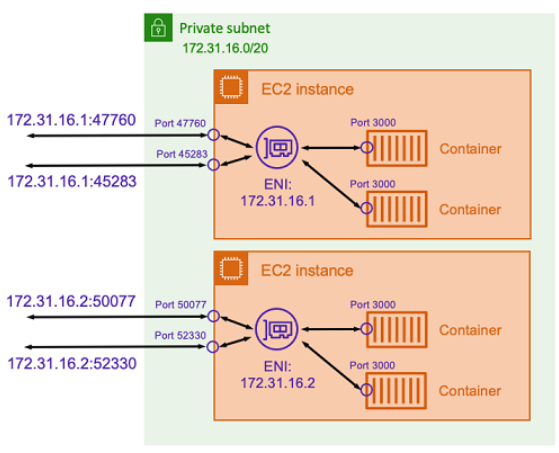 Private subnet
172.31.16.0/20
EC2 instance
172.31.16.1:47760
Port 47760
Port 3000
Container
Port 45283
172.31.16.1:45283
ENI:
172.31.16.1
Port 3000
Container
EC2 instance
172.31.16.2:50077
Port 50077
Port 3000
Container
Port 52330
172.31.16.2:52330
ENI:
172.31.16.2
Port 3000
Container